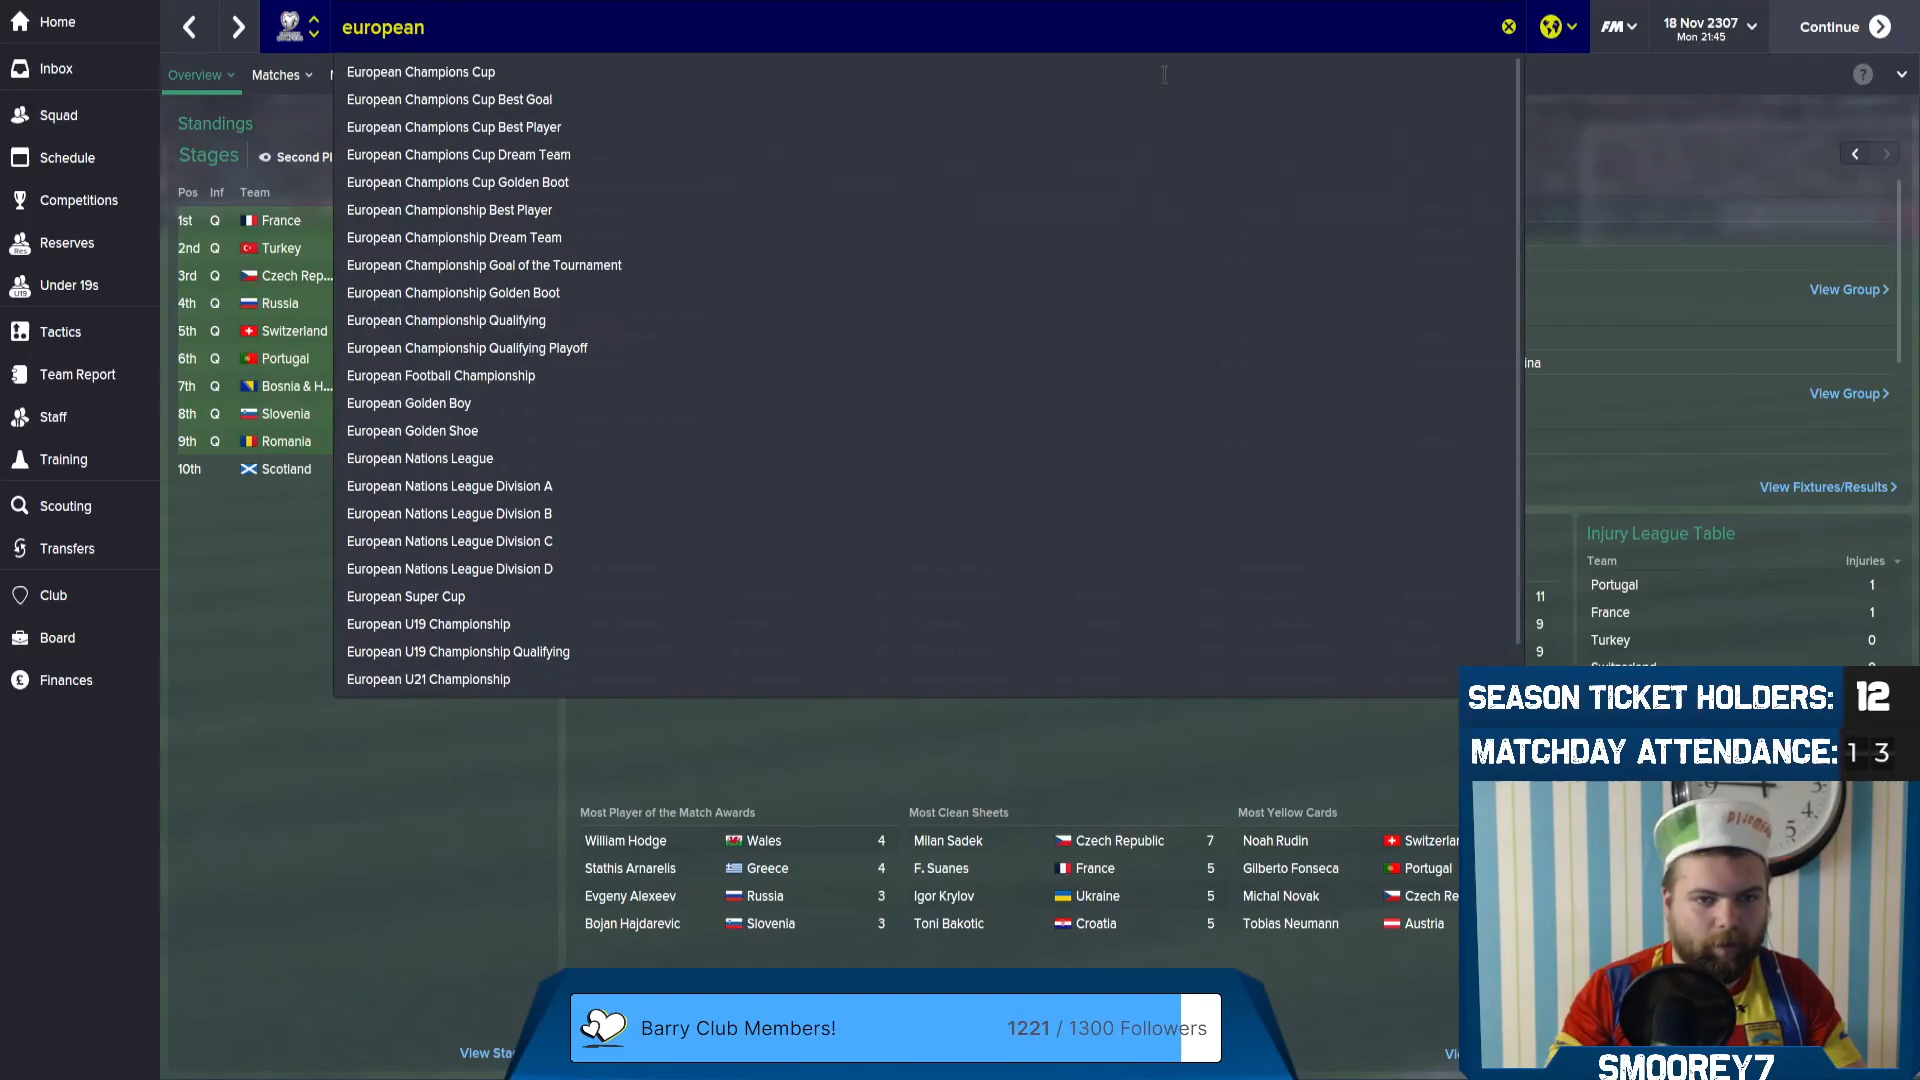 Home
Inbox
Squad
Schedule
Competitions
Reserves
Under 19s
Tactics
Team Report
Staff
Training
Scouting
Transfers
Club
Board
Finances
european
FM
18 Nov 2307
Mon 21:45
Continue
Overview
Matches
European Champions Cup
European Champions Cup Best Goal
European Champions Cup Best Player
European Champions Cup Dream Team
European Champions Cup Golden Boot
European Championship Best Player
European Championship Dream Team
European Championship Goal of the Tournament
European Championship Golden Boot
European Championship Qualifying
European Championship Qualifying Playoff
European Football Championship
European Golden Boy
European Golden Shoe
European Nations League
European Nations League Division A
European Nations League Division B
European Nations League Division C
European Nations League Division D
European Super Cup
European U19 Championship
European U19 Championship Qualifying
European U21 Championship
Standings
Stages Second Pl
Pos Inf Team
1st Q France
2nd Q Turkey
3rd Q Czech Rep...
4th Q Russia
5th Q Switzerland
6th Q Portugal
7th Q Bosnia & H...
8th Q Slovenia
9th Q Romania
10th Scotland
View Group
ina
View Group
View Fixtures/Results
11
9
9
Injury League Table
Team Injuries
Portugal 1
France 1
Turkey 0
SEASON TICKET HOLDERS: 12
MATCHDAY ATTENDANCE: 13
Most Player of the Match Awards
William Hodge Wales 4
Stathis Arnarelis Greece 4
Evgeny Alexeev Russia 3
Bojan Hajdarevic Slovenia 3
Most Clean Sheets
Milan Sadek Czech Republic 7
F. Suanes France 5
Igor Krylov Ukraine 5
Toni Bakotic Croatia 5
Most Yellow Cards
Noah Rudin Switzerlan
Gilberto Fonseca Portugal
Michal Novak Czech Re
Tobias Neumann Austria
View Sta
Barry Club Members! 1221 / 1300 Followers
SMOOREY7